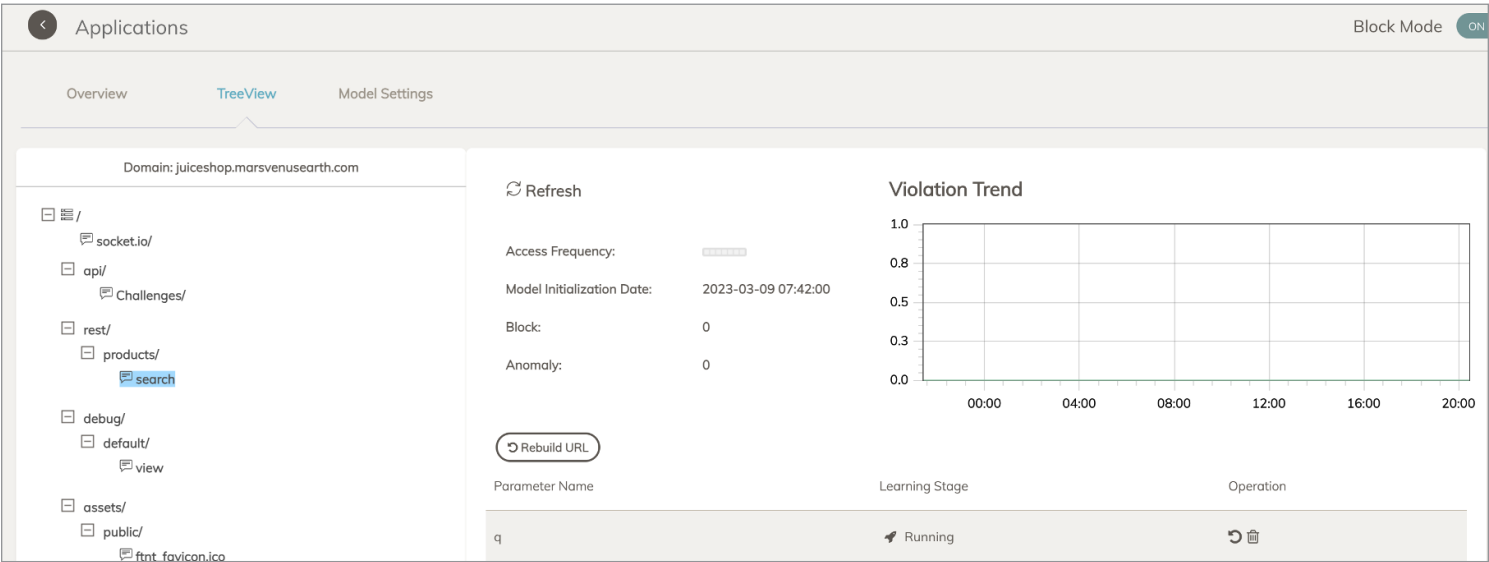 Applications
Block Mode ON
Overview TreeView Model Settings
Domain: juiceshop.marsvenusearth.com
/
socket.io/
api/
Challenges/
rest/
products/
search
debug/
default/
view
assets/
public/
ftnt_favicon.ico
Refresh
Access Frequency:
Model Initialization Date: 2023-03-09 07:42:00
Block: 0
Anomaly: 0
Violation Trend
1.0
0.8
0.5
0.3
0.0
00:00 04:00 08:00 12:00 16:00 20:00
Rebuild URL
Parameter Name Learning Stage Operation
q Running